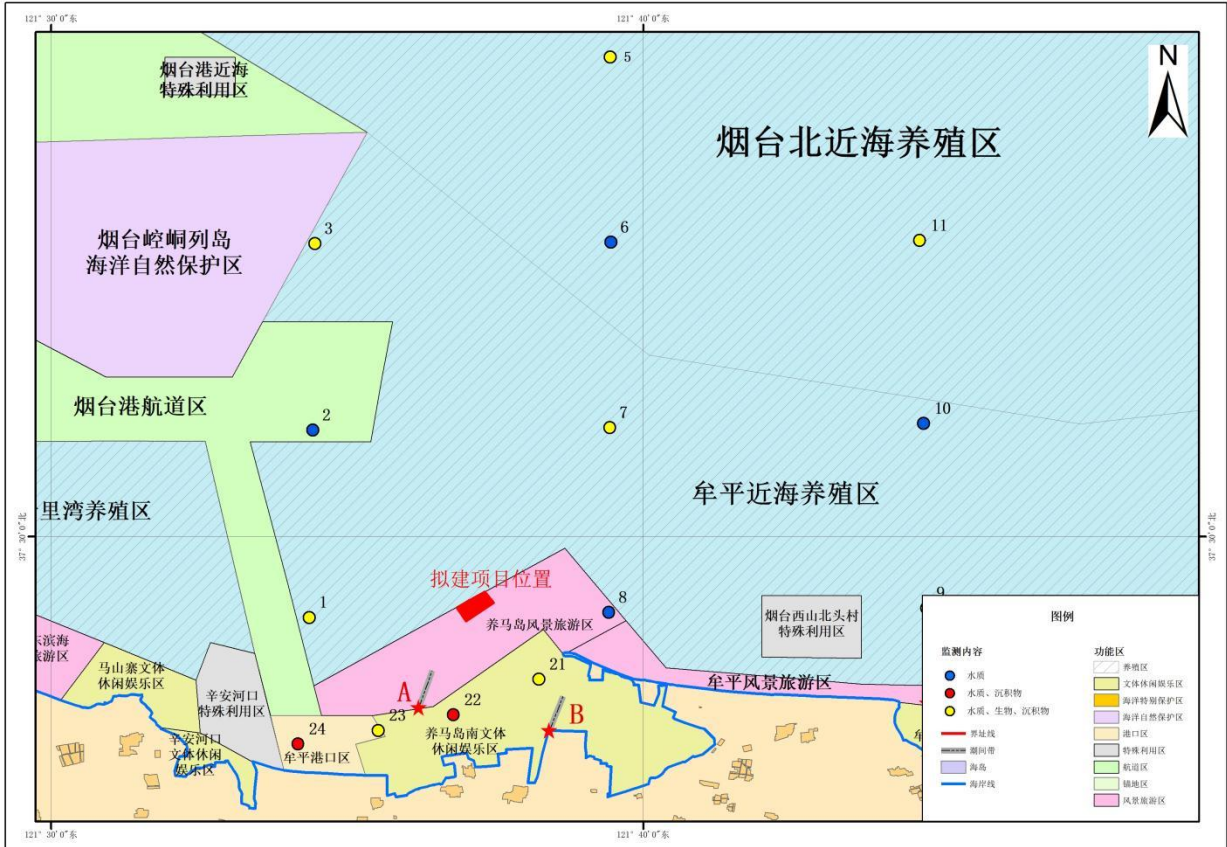 121° 30′ 0″东
121° 40′ 0″东
N
5
烟台港近海
特殊利用区
烟台北近海养殖区
3
6
11
烟台崆峒列岛
海洋自然保护区
烟台港航道区
2
7
10
里湾养殖区
牟平近海养殖区
37° 30′ 0″北
37° 30′ 0″北
拟建项目位置
1
8
9
养马岛风景旅游区
烟台西山北头村
特殊利用区
东滨海
旅游区
马山寨文体
休闲娱乐区
辛安河口
特殊利用区
牟平风景旅游区
21
A
22
B
23
24
牟平港口区
养马岛南文体
休闲娱乐区
辛安河口
文体休闲
娱乐区
图例
监测内容
水质
水质、沉积物
水质、生物、沉积物
界址线
潮间带
海岛
海岸线
功能区
养殖区
文体休闲娱乐区
海洋特别保护区
海洋自然保护区
港口区
特殊利用区
航道区
锚地区
风景旅游区
121° 30′ 0″东
121° 40′ 0″东